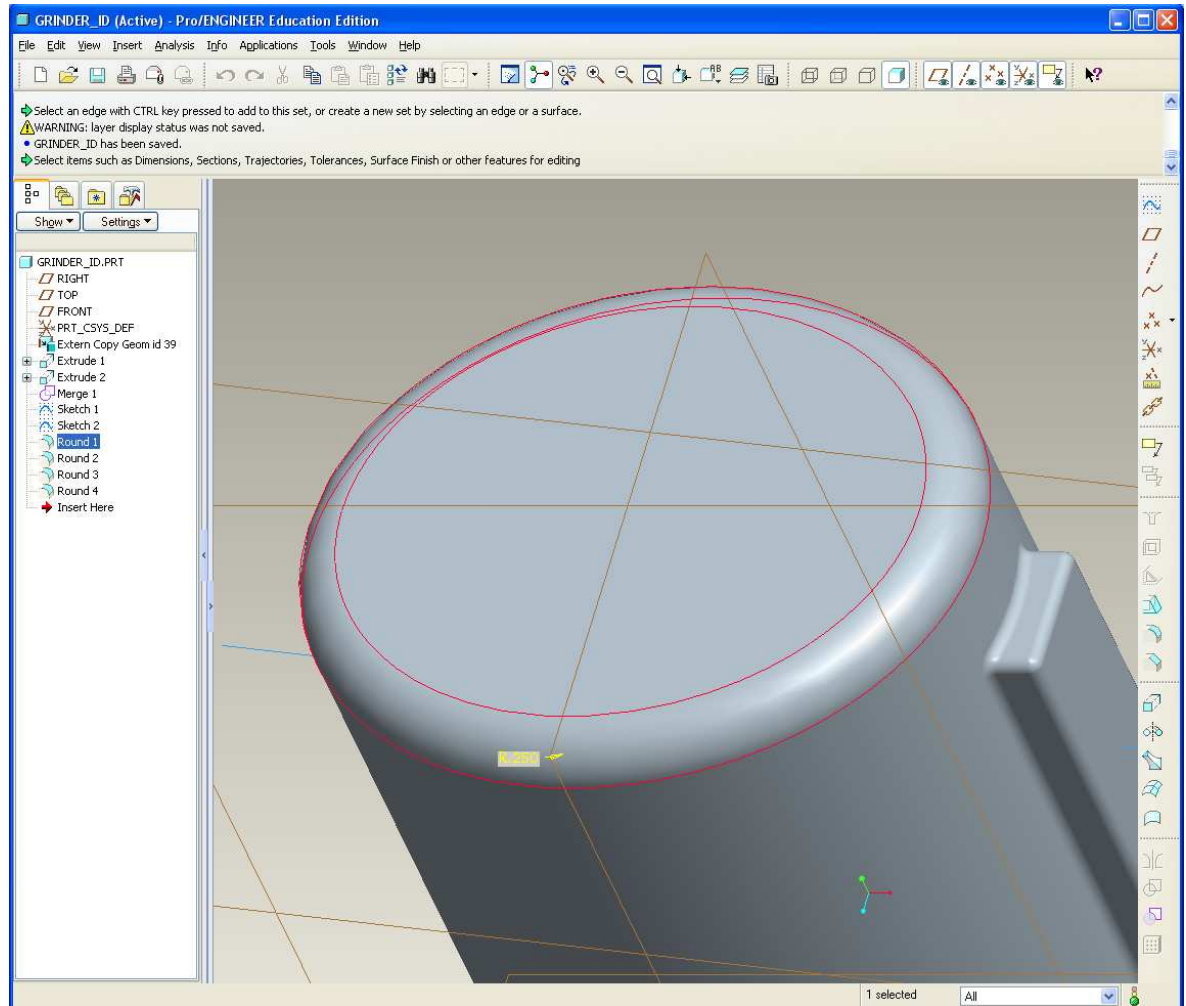 GRINDER_ID (Active) - Pro/ENGINEER Education Edition
File Edit View Insert Analysis Info Applications Tools Window Help
Select an edge with CTRL key pressed to add to this set, or create a new set by selecting an edge or a surface.
WARNING: layer display status was not saved.
GRINDER_ID has been saved.
Select items such as Dimensions, Sections, Trajectories, Tolerances, Surface Finish or other features for editing
Show Settings
GRINDER_ID.PRT
RIGHT
TOP
FRONT
PRT_CSYS_DEF
Extern Copy Geom id 39
Extrude 1
Extrude 2
Merge 1
Sketch 1
Sketch 2
Round 1
Round 2
Round 3
Round 4
Insert Here
1 selected All